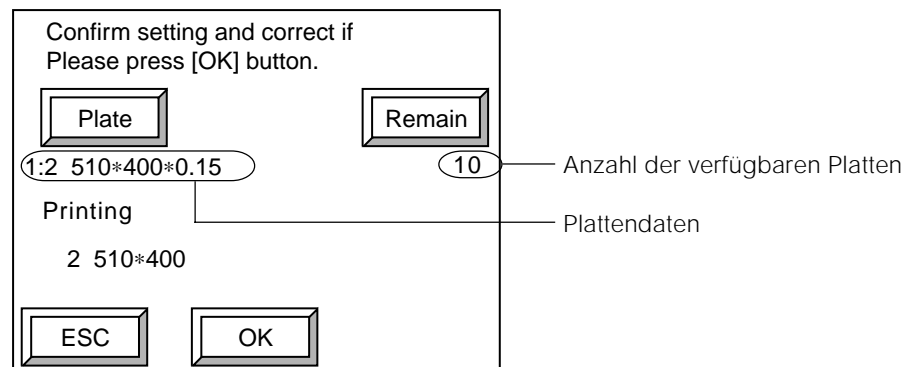 Confirm setting and correct if
Please press [OK] button.
Plate Remain
1:2 510*400*0.15 10 Anzahl der verfügbaren Platten
Printing Plattendaten
2 510*400
ESC OK